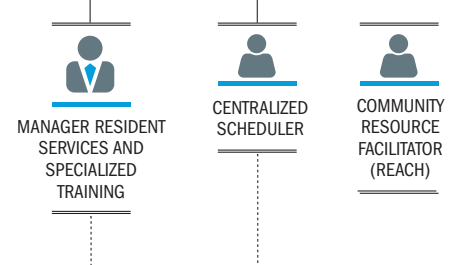 MANAGER RESIDENT
SERVICES AND
SPECIALIZED
TRAINING
CENTRALIZED
SCHEDULER
COMMUNITY
RESOURCE
FACILITATOR
(REACH)